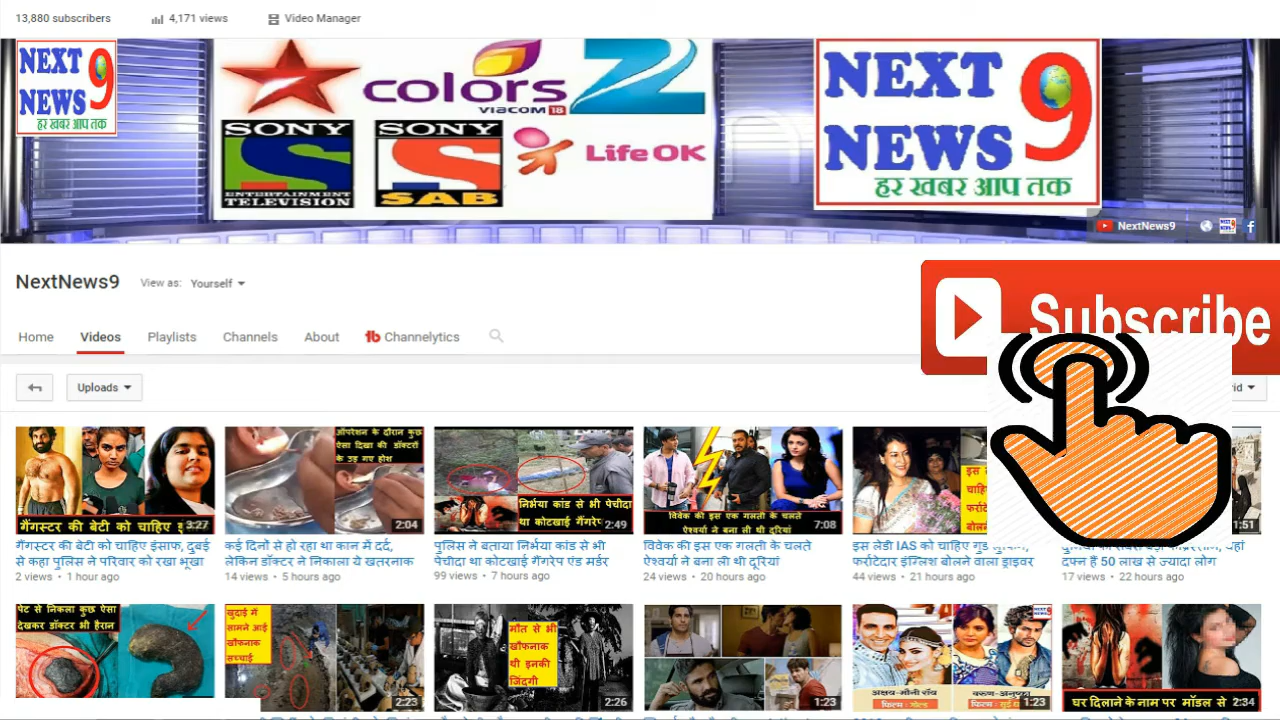 13,880 subscribers
4,171 views
Video Manager
NEXT
NEWS 9
हर खबर आप तक
colors
VIACOM 18
Z
SONY
ENTERTAINMENT
TELEVISION
SONY
SAB
Life OK
NEXT
NEWS 9
हर खबर आप तक
NextNews9
NextNews9
View as: Yourself
Subscribe
Home
Videos
Playlists
Channels
About
Channelytics
Uploads
गैंगस्टर की बेटी को चाहिए
3:27
गैंगस्टर की बेटी को चाहिए इंसाफ, दुबई
से कहा पुलिस ने परिवार को रखा भूखा
2 views • 1 hour ago
ऑपरेशन के दौरान कुछ
ऐसा दिखा की डॉक्टरों
के उड़ गए होश
2:04
कई दिनों से हो रहा था कान में दर्द,
लेकिन डॉक्टर ने निकाला ये खतरनाक
14 views • 5 hours ago
निर्भया कांड से भी पेचीदा
था कोटखाई गैंगरेप
2:49
पुलिस ने बताया निर्भया कांड से भी
पेचीदा था कोटखाई गैंगरेप एंड मर्डर
99 views • 7 hours ago
विवेक की इस एक गलती के चलते
ऐश्वर्या ने बना ली थी दूरियां
7:08
विवेक की इस एक गलती के चलते
ऐश्वर्या ने बना ली थी दूरियां
24 views • 20 hours ago
इस
चाहि
फर्राटे
बोलने
इस लेडी IAS को चाहिए गुड
फर्राटेदार इंग्लिश बोलने वाला ड्राइवर
44 views • 21 hours ago
1:51
दफ्न हैं 50 लाख से ज्यादा लोग
17 views • 22 hours ago
पेट से निकला कुछ ऐसा
देखकर डॉक्टर भी हैरान
खुदाई में
सामने आई
खौफनाक
सच्चाई
2:23
मौत से भी
खौफनाक
थी इनकी
जिंदगी
2:26
1:23
अक्षय-मौनी रॉय
फिल्म - गोल्ड
वरुण-अनुष्का
1:23
घर दिलाने के नाम पर मॉडल से
2:34